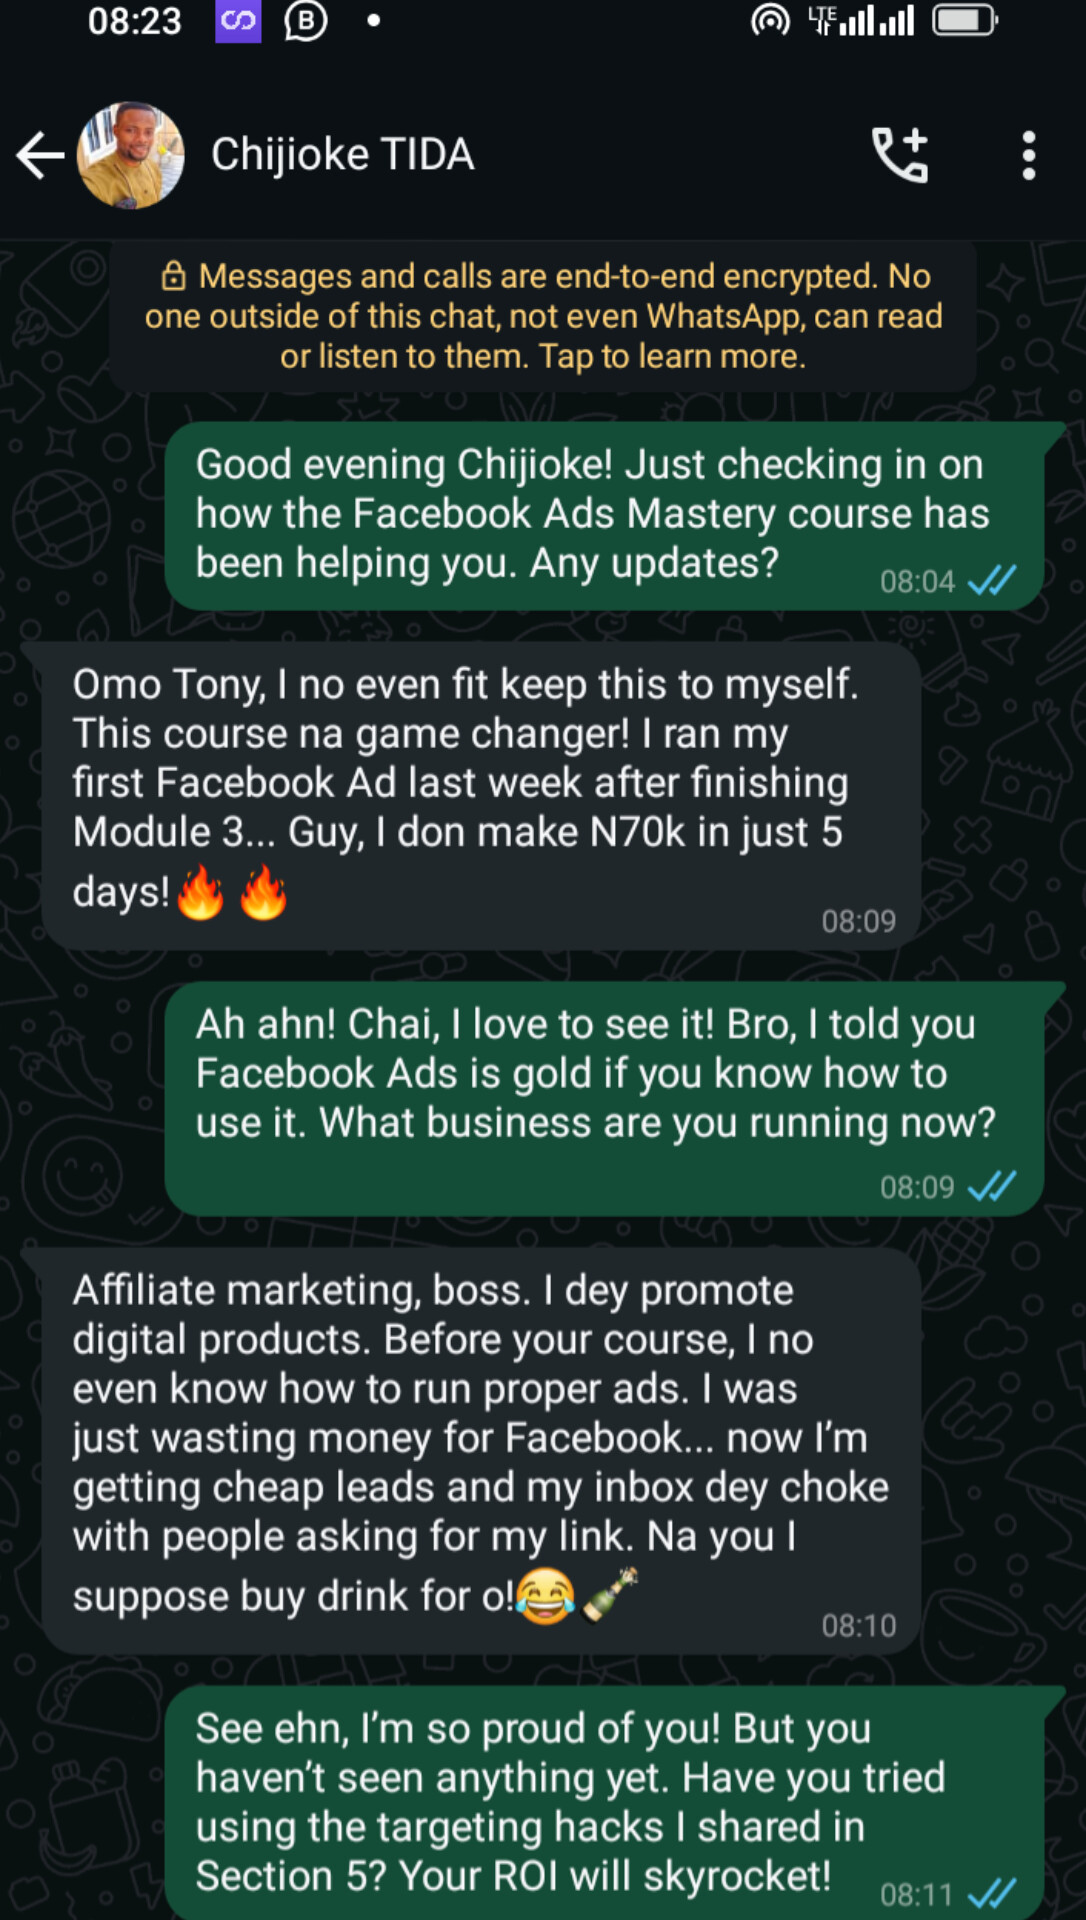 08:23
B
LTE
Chijioke TIDA
Messages and calls are end-to-end encrypted. No
one outside of this chat, not even WhatsApp, can read
or listen to them. Tap to learn more.
Good evening Chijioke! Just checking in on
how the Facebook Ads Mastery course has
been helping you. Any updates?
08:04
Omo Tony, I no even fit keep this to myself.
This course na game changer! I ran my
first Facebook Ad last week after finishing
Module 3... Guy, I don make N70k in just 5
days!🔥 🔥
08:09
Ah ahn! Chai, I love to see it! Bro, I told you
Facebook Ads is gold if you know how to
use it. What business are you running now?
08:09
Affiliate marketing, boss. I dey promote
digital products. Before your course, I no
even know how to run proper ads. I was
just wasting money for Facebook... now I'm
getting cheap leads and my inbox dey choke
with people asking for my link. Na you I
suppose buy drink for o!😂🍾
08:10
See ehn, I'm so proud of you! But you
haven't seen anything yet. Have you tried
using the targeting hacks I shared in
Section 5? Your ROI will skyrocket!
08:11